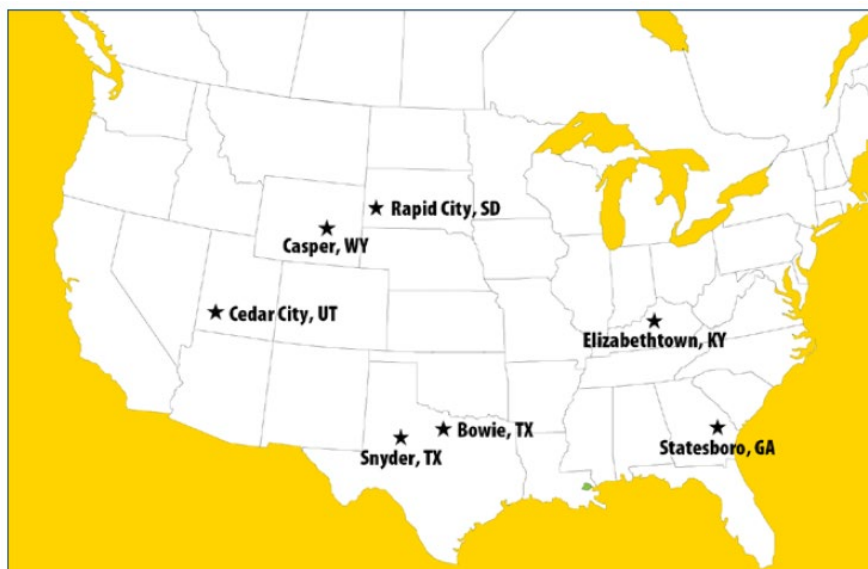 Rapid City, SD
Casper, WY
Cedar City, UT
Elizabethtown, KY
Bowie, TX
Snyder, TX
Statesboro, GA